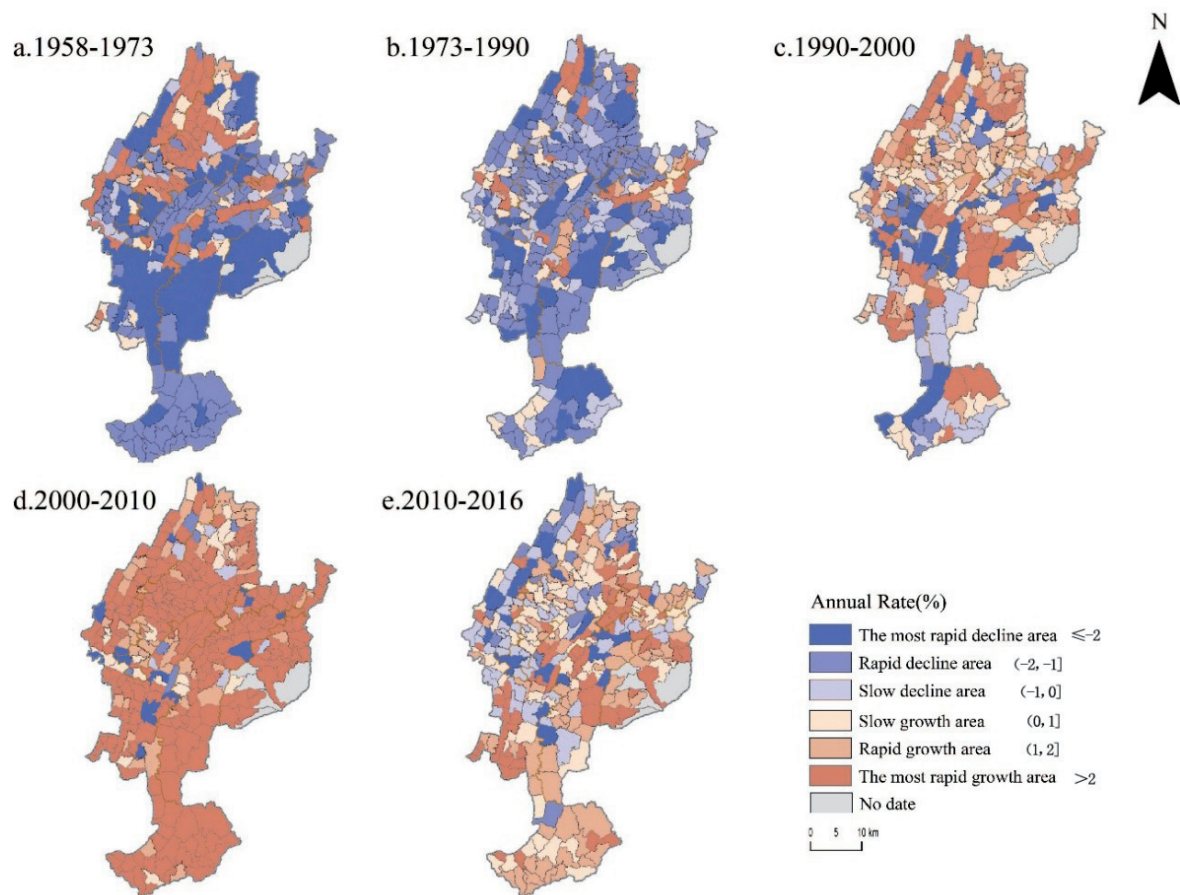 N
a.1958-1973
b.1973-1990
c.1990-2000
d.2000-2010
e.2010-2016
Annual Rate(%)
The most rapid decline area ≤-2
Rapid decline area (-2, -1]
Slow decline area (-1, 0]
Slow growth area (0, 1]
Rapid growth area (1, 2]
The most rapid growth area >2
No date
0 5 10 km